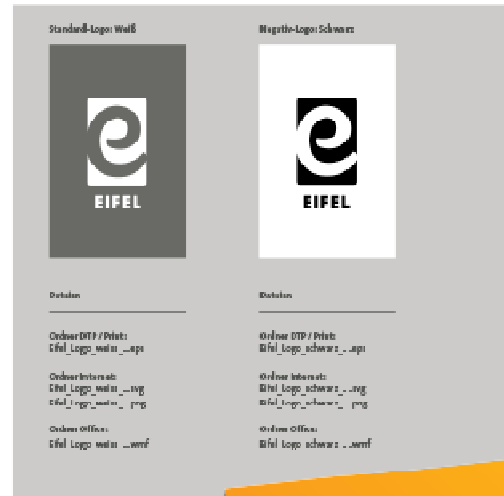 Standard-Logo: Weiß
EIFEL
Dateien
Ordner DTP / Print:
Eifel_Logo_weiss_...eps
Ordner Internet:
Eifel_Logo_weiss_...svg
Eifel_Logo_weiss_...png
Ordner Office:
Eifel_Logo_weiss_...wmf
Negativ-Logo: Schwarz
EIFEL
Dateien
Ordner DTP / Print:
Eifel_Logo_schwarz_...eps
Ordner Internet:
Eifel_Logo_schwarz_...svg
Eifel_Logo_schwarz_...png
Ordner Office:
Eifel_Logo_schwarz_...wmf